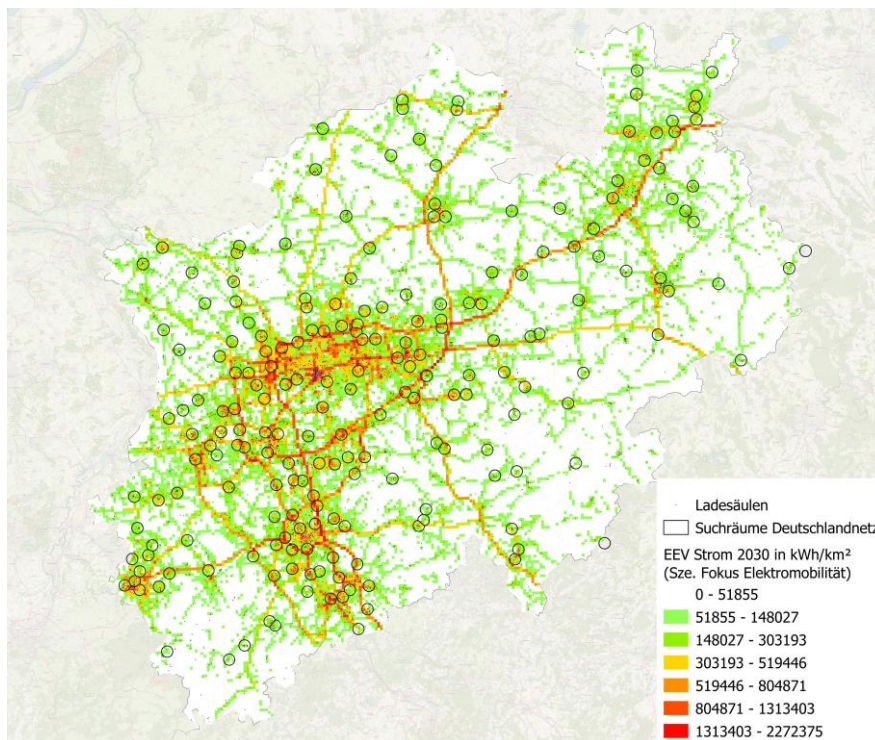 Ladesäulen
Suchräume Deutschlandnetz
EEV Strom 2030 in kWh/km²
(Sze. Fokus Elektromobilität)
0 - 51855
51855 - 148027
148027 - 303193
303193 - 519446
519446 - 804871
804871 - 1313403
1313403 - 2272375